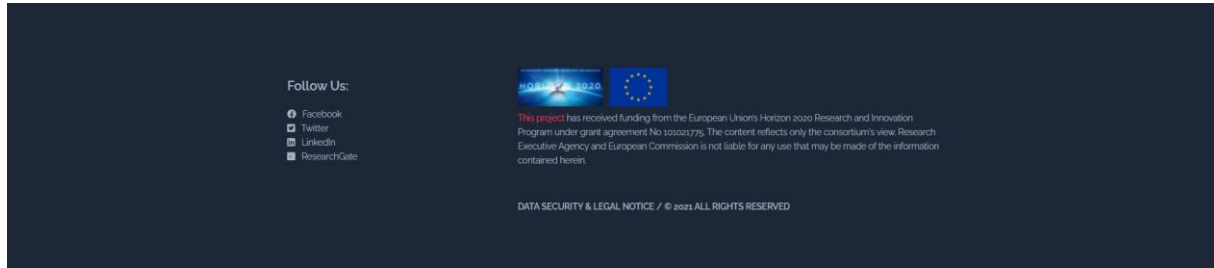 Follow Us:
Facebook
Twitter
LinkedIn
ResearchGate
HORIZON 2020
This project has received funding from the European Union's Horizon 2020 Research and Innovation
Program under grant agreement No 101021775. The content reflects only the consortium's view. Research
Executive Agency and European Commission is not liable for any use that may be made of the information
contained herein.
DATA SECURITY & LEGAL NOTICE / © 2021 ALL RIGHTS RESERVED